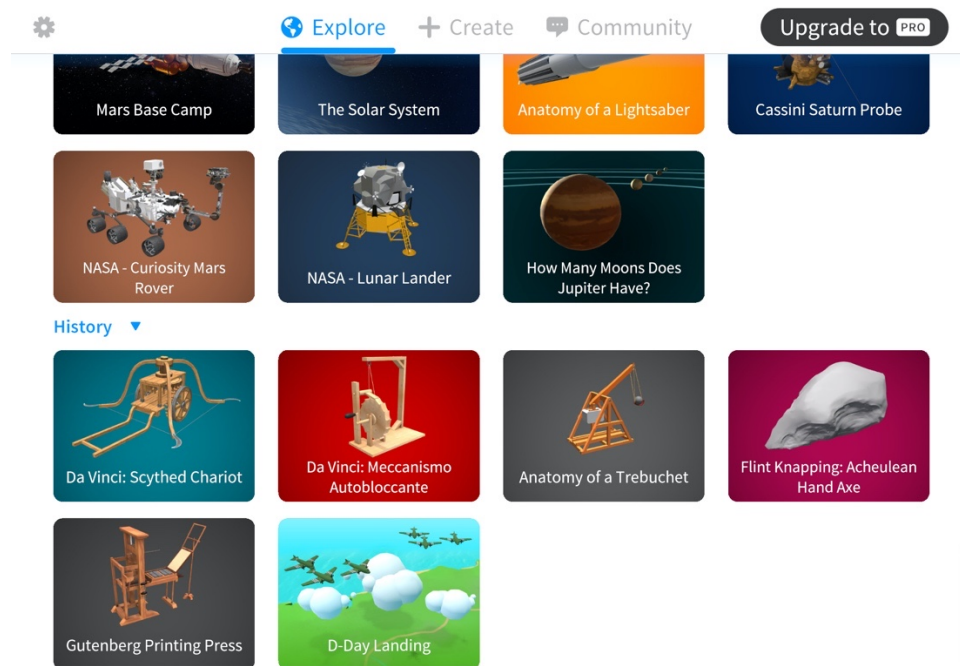 Explore
Create
Community
Upgrade to PRO
Mars Base Camp
The Solar System
Anatomy of a Lightsaber
Cassini Saturn Probe
NASA - Curiosity Mars
Rover
NASA - Lunar Lander
How Many Moons Does
Jupiter Have?
History
Da Vinci: Scythed Chariot
Da Vinci: Meccanismo
Autobloccante
Anatomy of a Trebuchet
Flint Knapping: Acheulean
Hand Axe
Gutenberg Printing Press
D-Day Landing